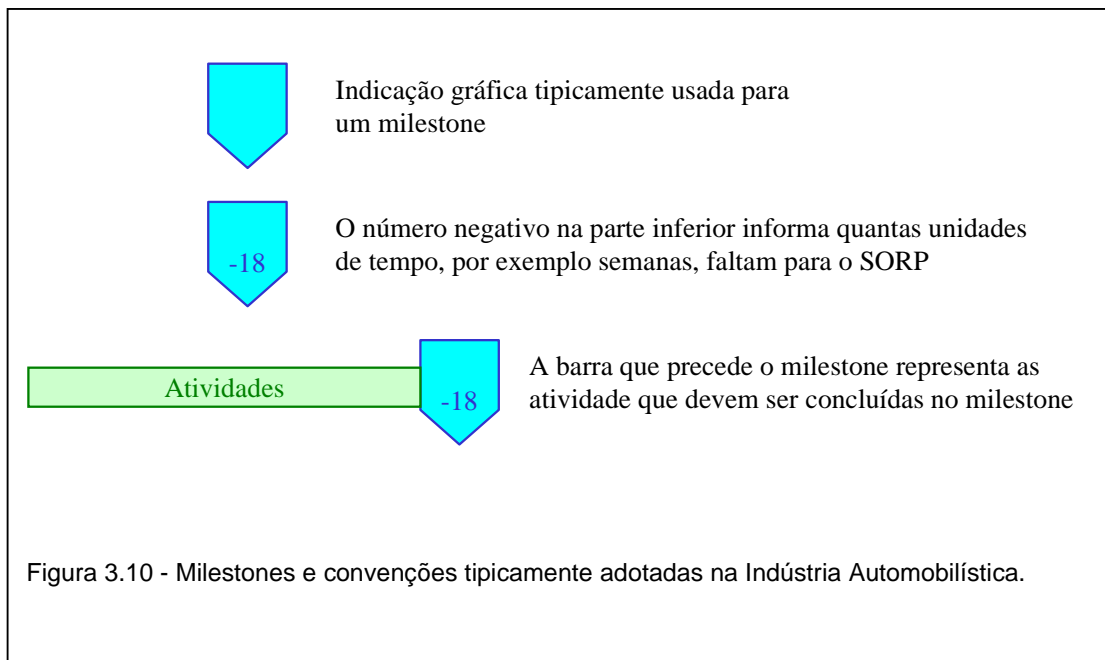 Indicação gráfica tipicamente usada para
um milestone
O número negativo na parte inferior informa quantas unidades
de tempo, por exemplo semanas, faltam para o SORP
-18
A barra que precede o milestone representa as
atividade que devem ser concluídas no milestone
Atividades
-18
Figura 3.10 - Milestones e convenções tipicamente adotadas na Indústria Automobilística.